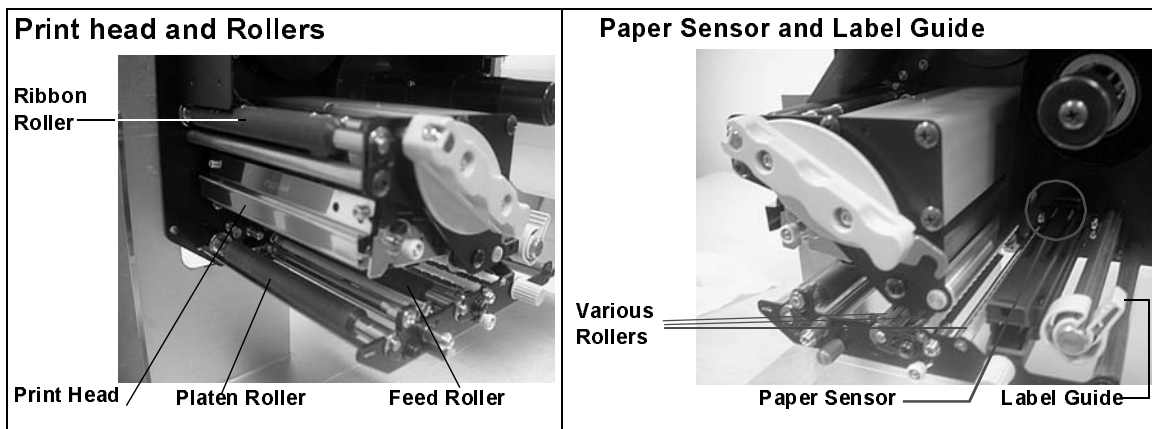 Print head and Rollers
Ribbon
Roller
Print Head
Platen Roller
Feed Roller
Paper Sensor and Label Guide
Various
Rollers
Paper Sensor
Label Guide